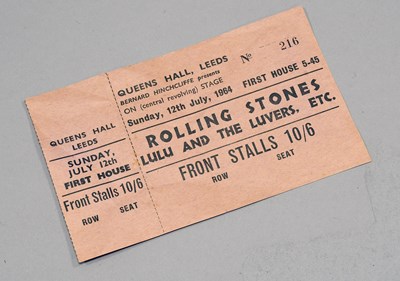 QUEENS HALL
LEEDS
SUNDAY,
JULY 12th
FIRST HOUSE
Front Stalls 10/6
ROW SEAT
QUEENS HALL, LEEDS
BERNARD HINCHCLIFFE presents
ON (central revolving) STAGE
Sunday, 12th July, 1964
No 216
FIRST HOUSE 5-45
ROLLING STONES
LULU AND THE LUVERS, ETC.
FRONT STALLS 10/6
ROW SEAT